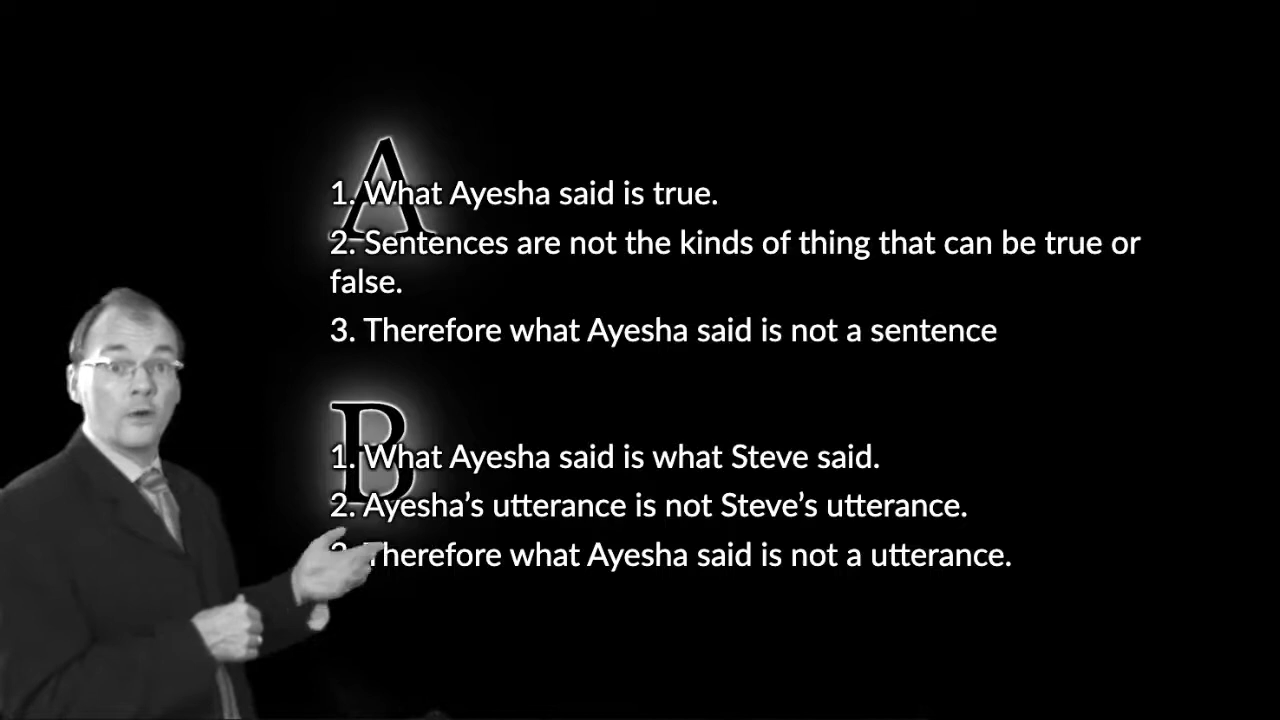 A
1. What Ayesha said is true.
2. Sentences are not the kinds of thing that can be true or
false.
3. Therefore what Ayesha said is not a sentence
B
1. What Ayesha said is what Steve said.
2. Ayesha’s utterance is not Steve’s utterance.
3. Therefore what Ayesha said is not a utterance.